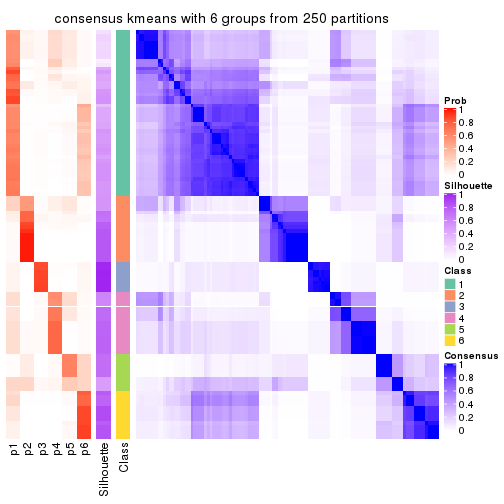 consensus kmeans with 6 groups from 250 partitions
Prob
1
0.8
0.6
0.4
0.2
0
Silhouette
1
0.8
0.6
0.4
0.2
0
Class
1
2
3
4
5
6
Consensus
1
0.8
0.6
0.4
0.2
0
p1
p2
p3
p4
p5
p6
Silhouette
Class